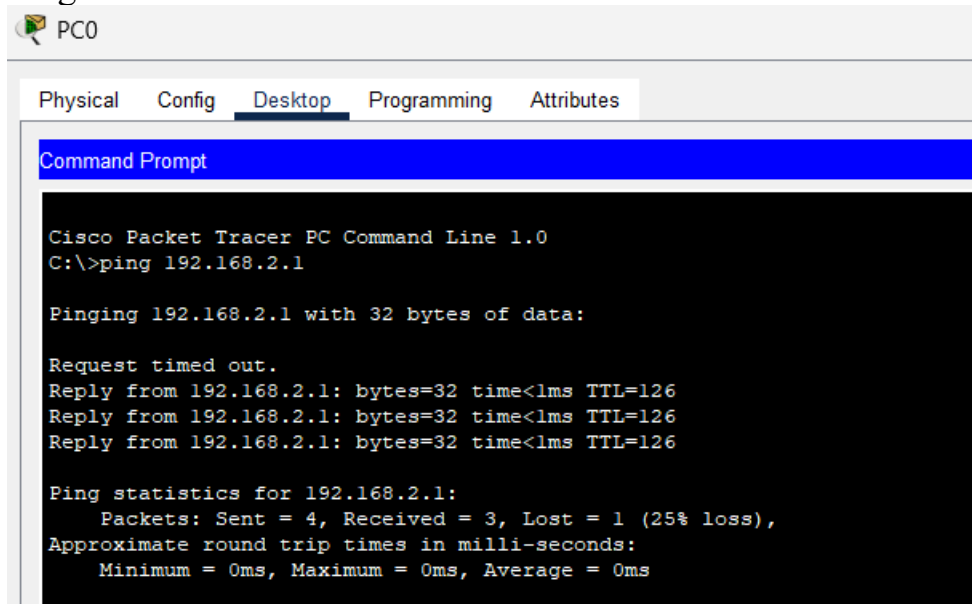 PC0
Physical Config Desktop Programming Attributes
Command Prompt
Cisco Packet Tracer PC Command Line 1.0
C:\>ping 192.168.2.1
Pinging 192.168.2.1 with 32 bytes of data:
Request timed out.
Reply from 192.168.2.1: bytes=32 time<1ms TTL=126
Reply from 192.168.2.1: bytes=32 time<1ms TTL=126
Reply from 192.168.2.1: bytes=32 time<1ms TTL=126
Ping statistics for 192.168.2.1:
Packets: Sent = 4, Received = 3, Lost = 1 (25% loss),
Approximate round trip times in milli-seconds:
Minimum = 0ms, Maximum = 0ms, Average = 0ms